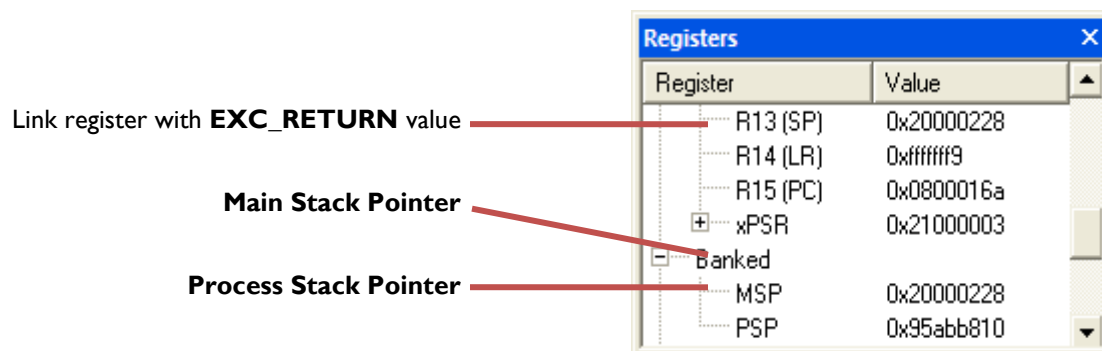 Registers
Register Value
Link register with EXC_RETURN value
R13 (SP) 0x20000228
R14 (LR) 0xfffffff9
R15 (PC) 0x0800016a
Main Stack Pointer
xPSR 0x21000003
Banked
Process Stack Pointer
MSP 0x20000228
PSP 0x95abb810